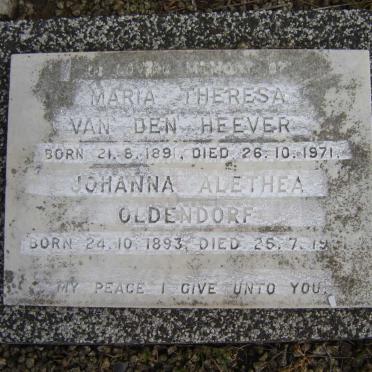 IN LOVING MEMORY OF
MARIA THERESA
VAN DEN HEEVER
BORN 21.8.1891. DIED 26.10.1971.
JOHANNA ALETHEA
OLDENDORF
BORN 24.10.1893. DIED 25.7.19
MY PEACE I GIVE UNTO YOU.